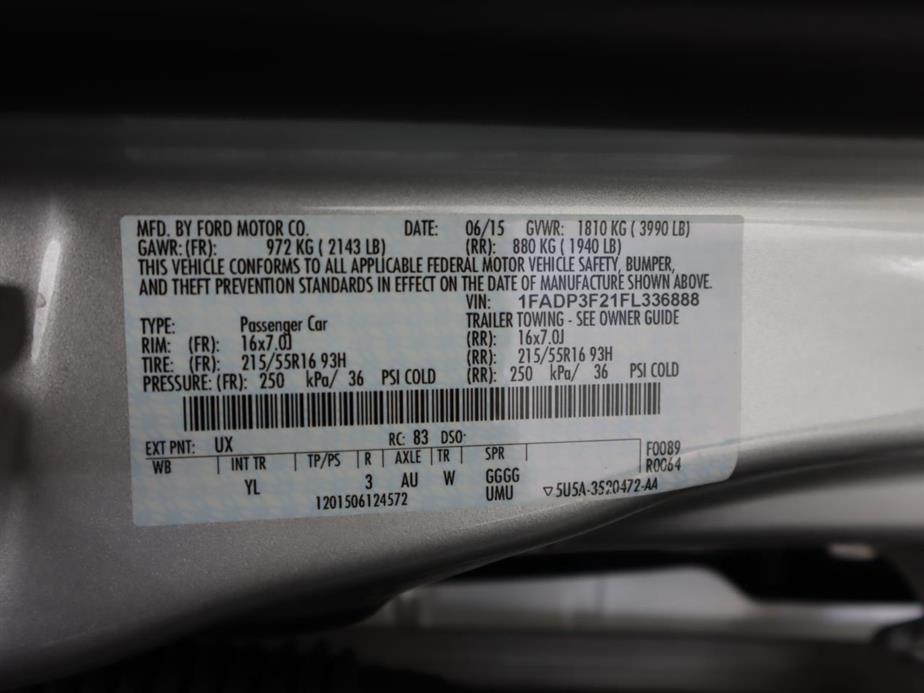 MFD. BY FORD MOTOR CO. DATE: 06/15 GVWR: 1810 KG ( 3990 LB)
GAWR: (FR): 972 KG ( 2143 LB) (RR): 880 KG ( 1940 LB)
THIS VEHICLE CONFORMS TO ALL APPLICABLE FEDERAL MOTOR VEHICLE SAFETY, BUMPER,
AND THEFT PREVENTION STANDARDS IN EFFECT ON THE DATE OF MANUFACTURE SHOWN ABOVE.
VIN: 1FADP3F21FL336888
TYPE: Passenger Car TRAILER TOWING - SEE OWNER GUIDE
RIM: (FR): 16x7.0J (RR): 16x7.0J
TIRE: (FR): 215/55R16 93H (RR): 215/55R16 93H
PRESSURE: (FR): 250 kPa/ 36 PSI COLD (RR): 250 kPa/ 36 PSI COLD
EXT PNT: UX RC: 83 DSO:
WB INT TR TP/PS R AXLE TR SPR F0089
YL 3 AU W GGGG R0064
1201506124572 UMU ▽5U5A-3520472-AA